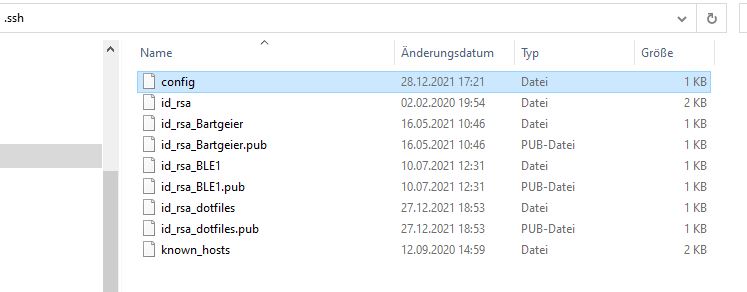 .ssh
Name Änderungsdatum Typ Größe
config 28.12.2021 17:21 Datei 1 KB
id_rsa 02.02.2020 19:54 Datei 2 KB
id_rsa_Bartgeier 16.05.2021 10:46 Datei 1 KB
id_rsa_Bartgeier.pub 16.05.2021 10:46 PUB-Datei 1 KB
id_rsa_BLE1 10.07.2021 12:31 Datei 1 KB
id_rsa_BLE1.pub 10.07.2021 12:31 PUB-Datei 1 KB
id_rsa_dotfiles 27.12.2021 18:53 Datei 1 KB
id_rsa_dotfiles.pub 27.12.2021 18:53 PUB-Datei 1 KB
known_hosts 12.09.2020 14:59 Datei 2 KB